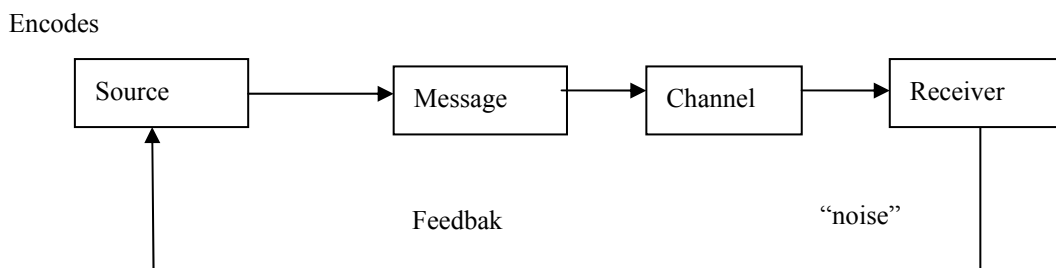 Encodes
Source
Message
Channel
Receiver
Feedbak
“noise”